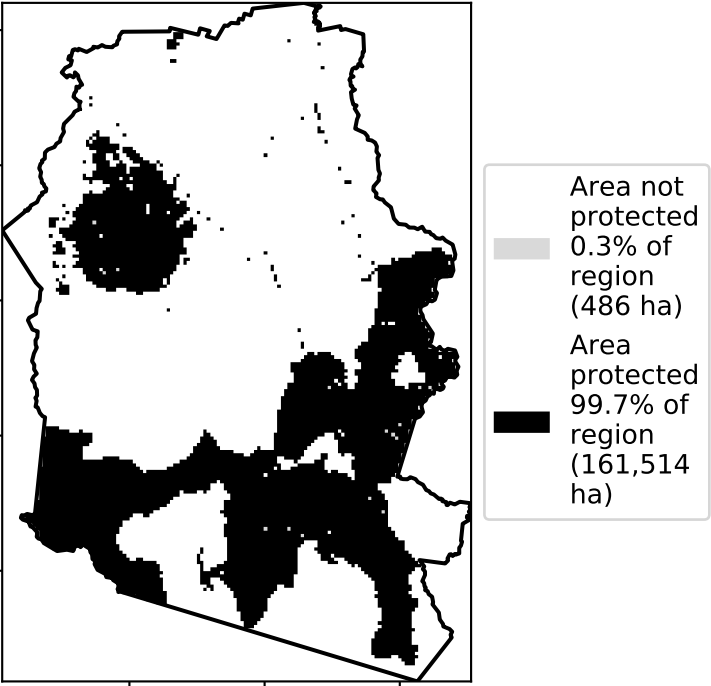 Area not
protected
0.3% of
region
(486 ha)
Area
protected
99.7% of
region
(161,514
ha)